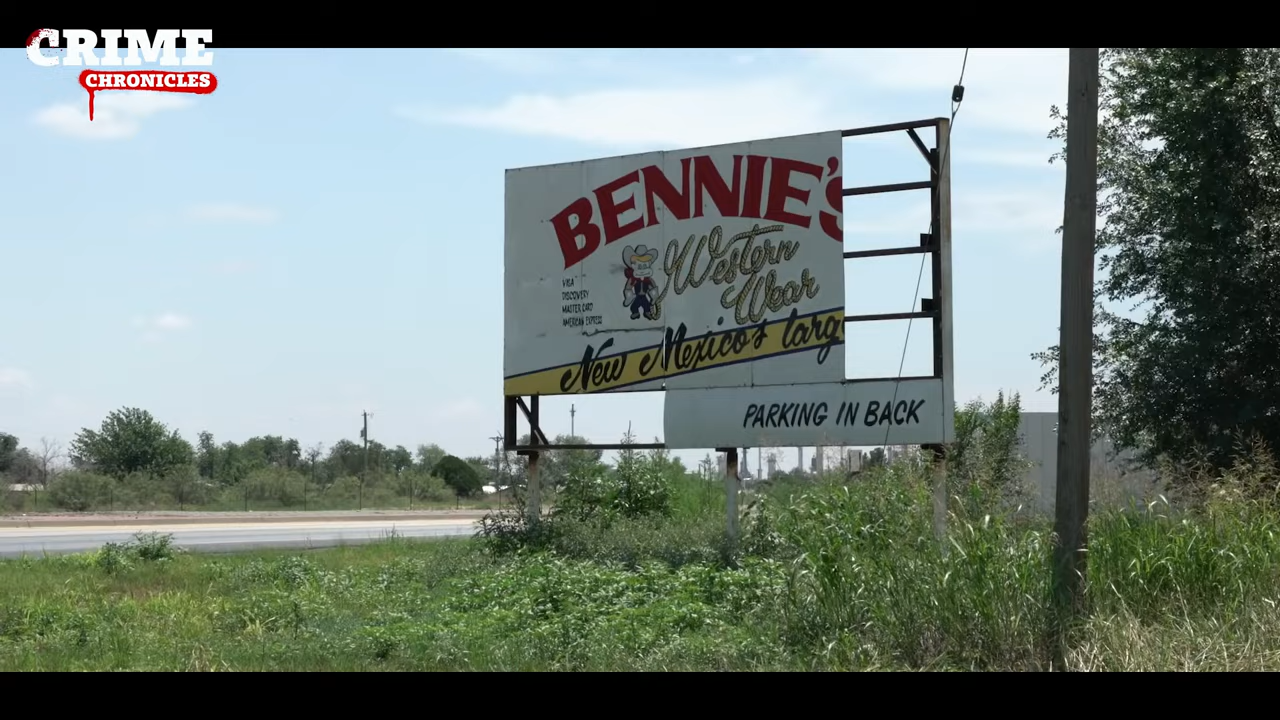 CRIME
CHRONICLES
BENNIE'S
Western
Wear
VISA
DISCOVERY
MASTER CARD
AMERICAN EXPRESS
New Mexico's larg
PARKING IN BACK